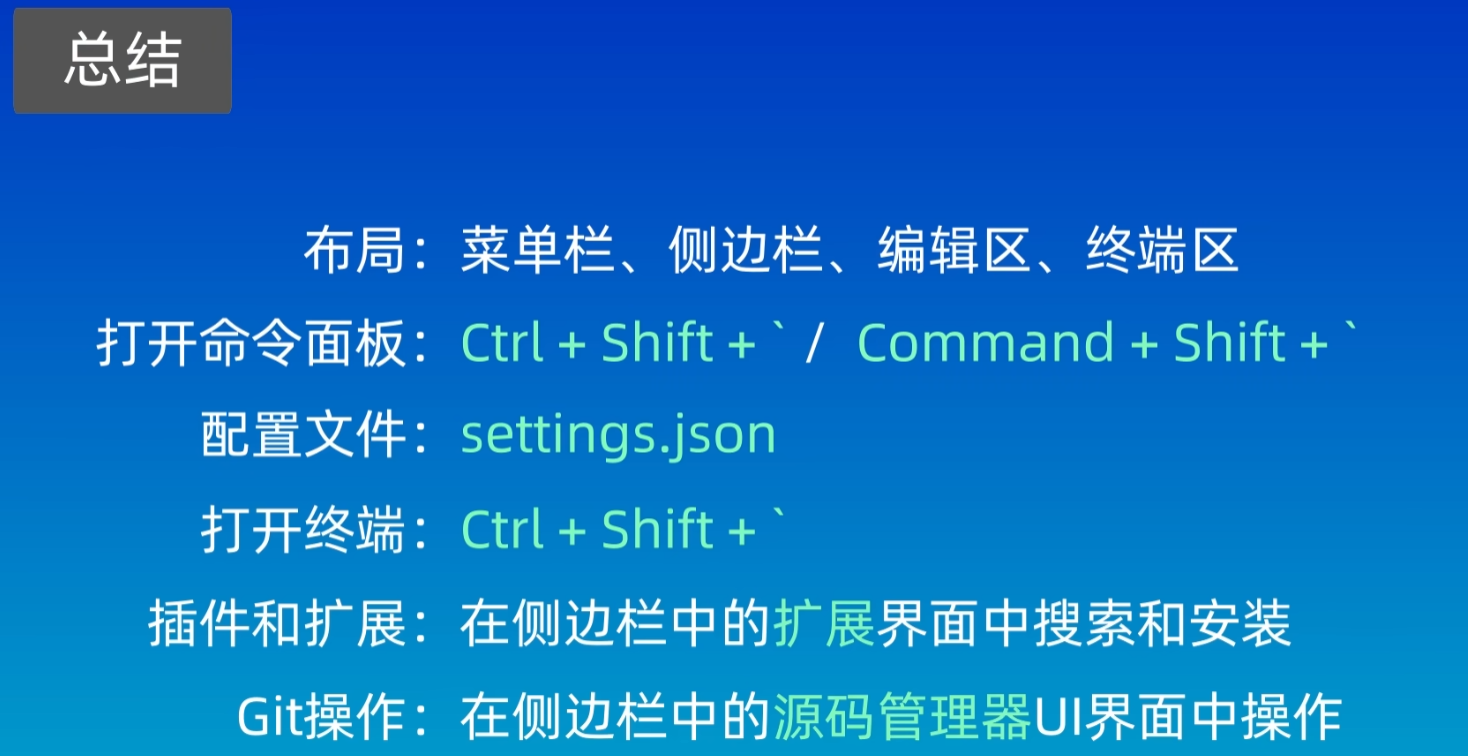 总结
布局：菜单栏、侧边栏、编辑区、终端区
打开命令面板：Ctrl + Shift + ` / Command + Shift + `
配置文件：settings.json
打开终端：Ctrl + Shift + `
插件和扩展：在侧边栏中的扩展界面中搜索和安装
Git操作：在侧边栏中的源码管理器UI界面中操作